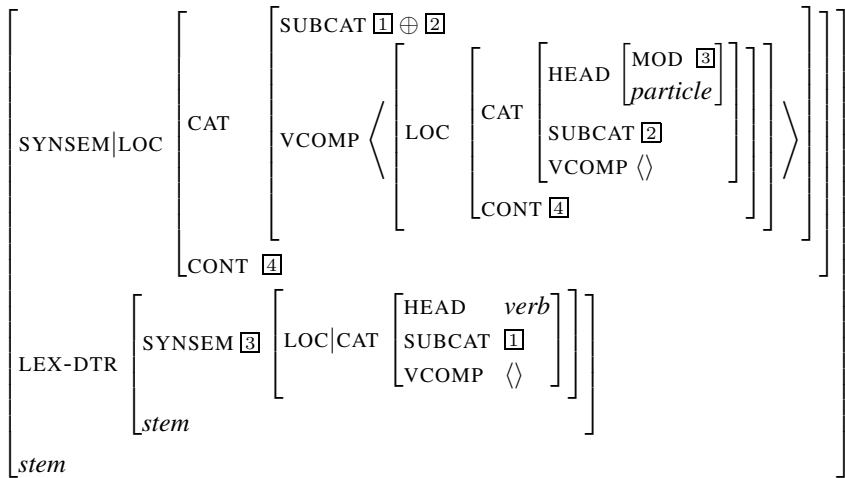 SUBCAT 1 ⊕ 2
MOD 3
HEAD
particle
CAT
CAT
SUBCAT 2
SYNSEM|LOC
VCOMP ⟨
LOC
⟩
VCOMP ⟨⟩
CONT 4
CONT 4
HEAD verb
SYNSEM 3 LOC|CAT SUBCAT 1
LEX-DTR
VCOMP ⟨⟩
stem
stem